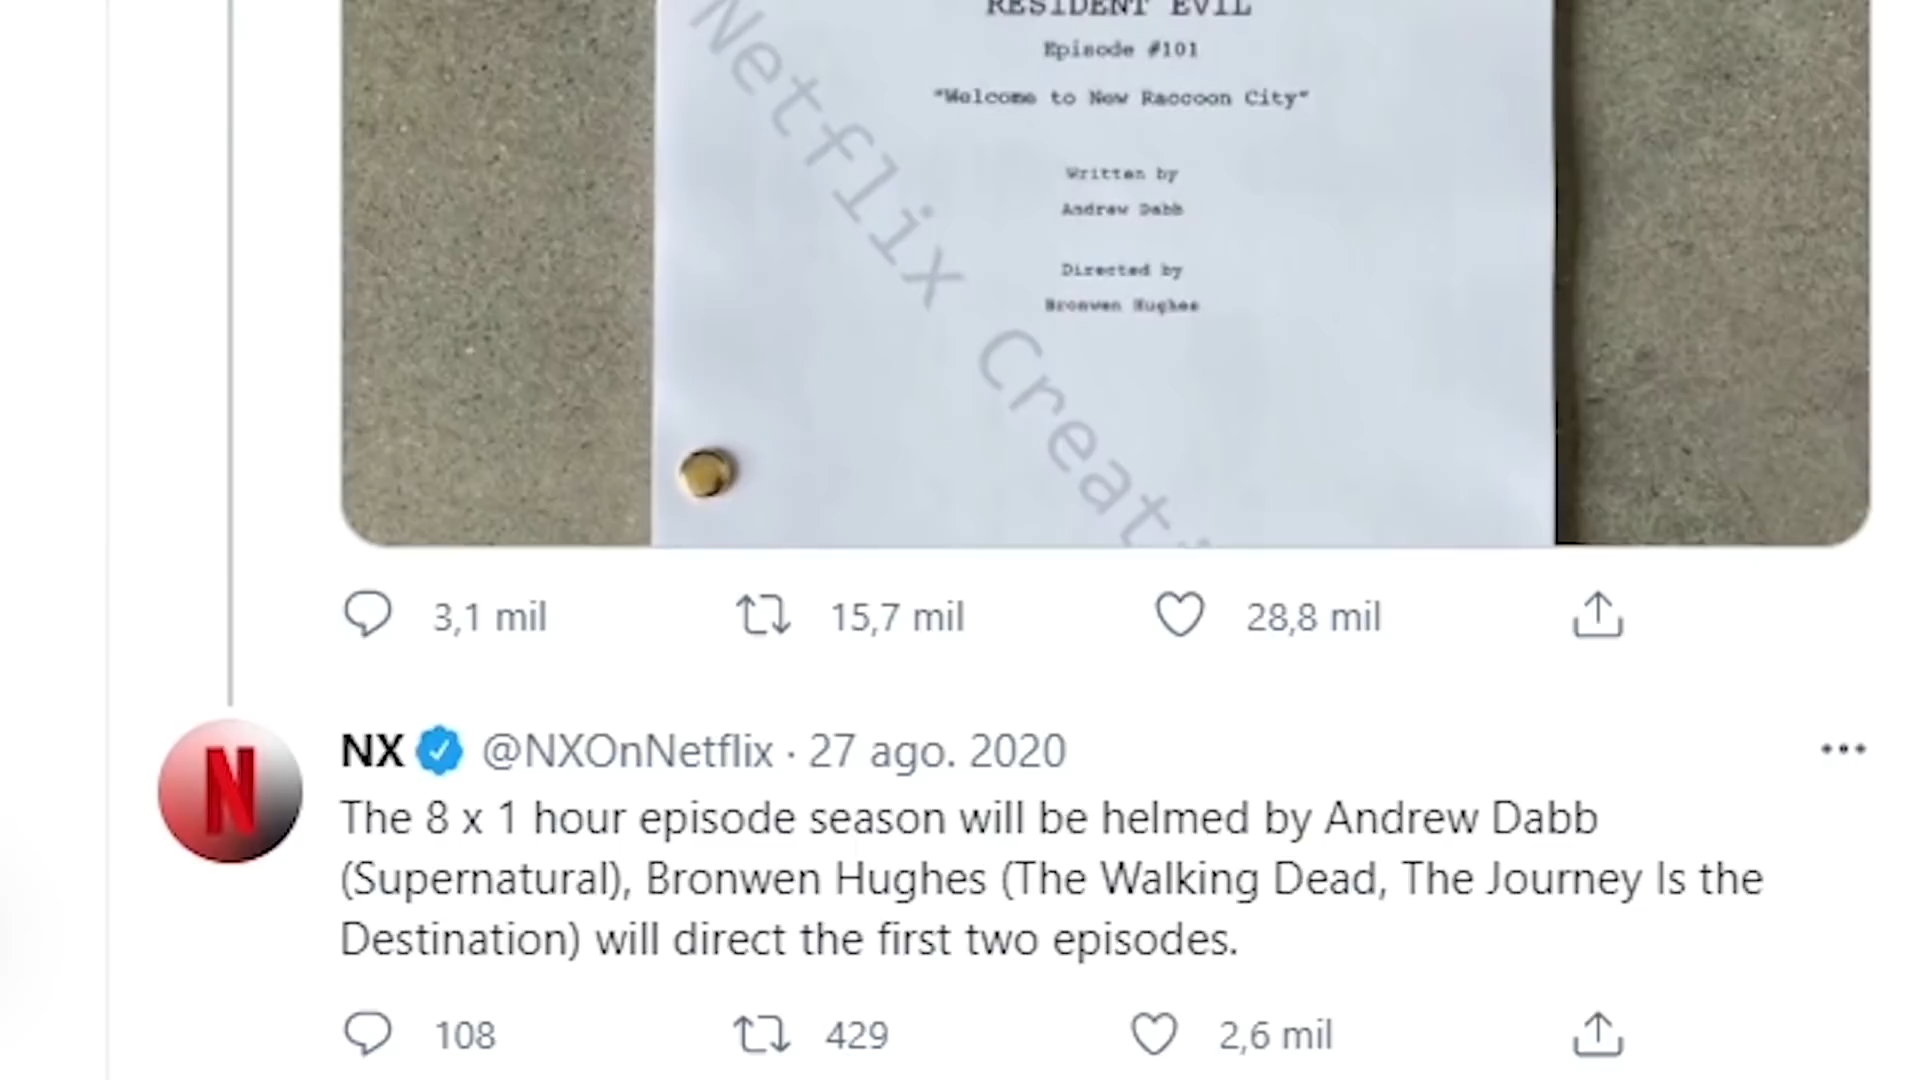 RESIDENT EVIL
Episode #101
"Welcome to New Raccoon City"
Written by
Andrew Dabb
Directed by
Bronwen Hughes
Netflix Creati
3,1 mil 15,7 mil 28,8 mil
NX @NXOnNetflix · 27 ago. 2020
The 8 x 1 hour episode season will be helmed by Andrew Dabb
(Supernatural), Bronwen Hughes (The Walking Dead, The Journey Is the
Destination) will direct the first two episodes.
108 429 2,6 mil